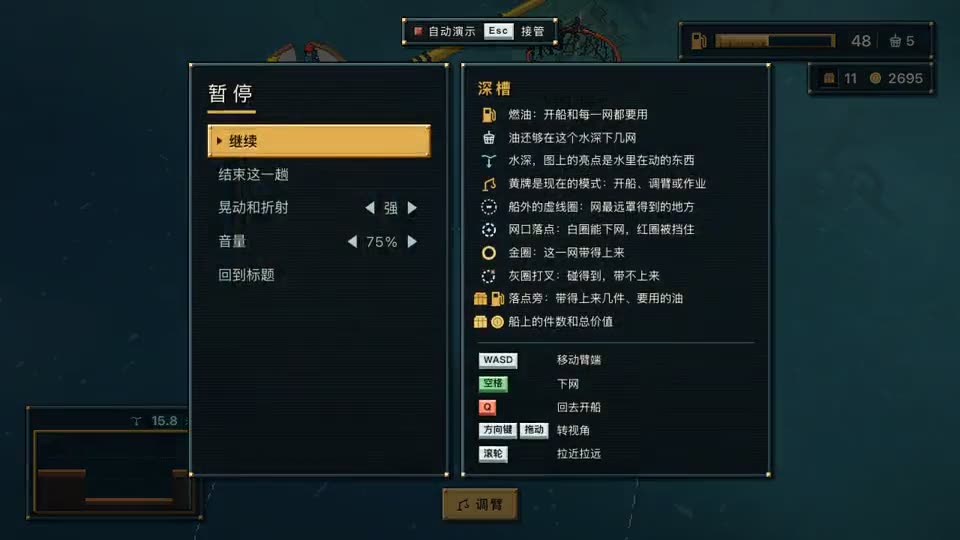 自动演示 Esc 接管
48 5
11 2695
暂停
继续
结束这一趟
晃动和折射 强
音量 75%
回到标题
深槽
燃油：开船和每一网都要用
油还够在这个水深下几网
水深，图上的亮点是水里在动的东西
黄牌是现在的模式：开船、调臂或作业
船外的虚线圈：网最远罩得到的地方
网口落点：白圈能下网，红圈被挡住
金圈：这一网带得上来
灰圈打叉：碰得到，带不上来
落点旁：带得上来几件、要用的油
船上的件数和总价值
WASD 移动臂端
空格 下网
Q 回去开船
方向键 拖动 转视角
滚轮 拉近拉远
15.8
调臂